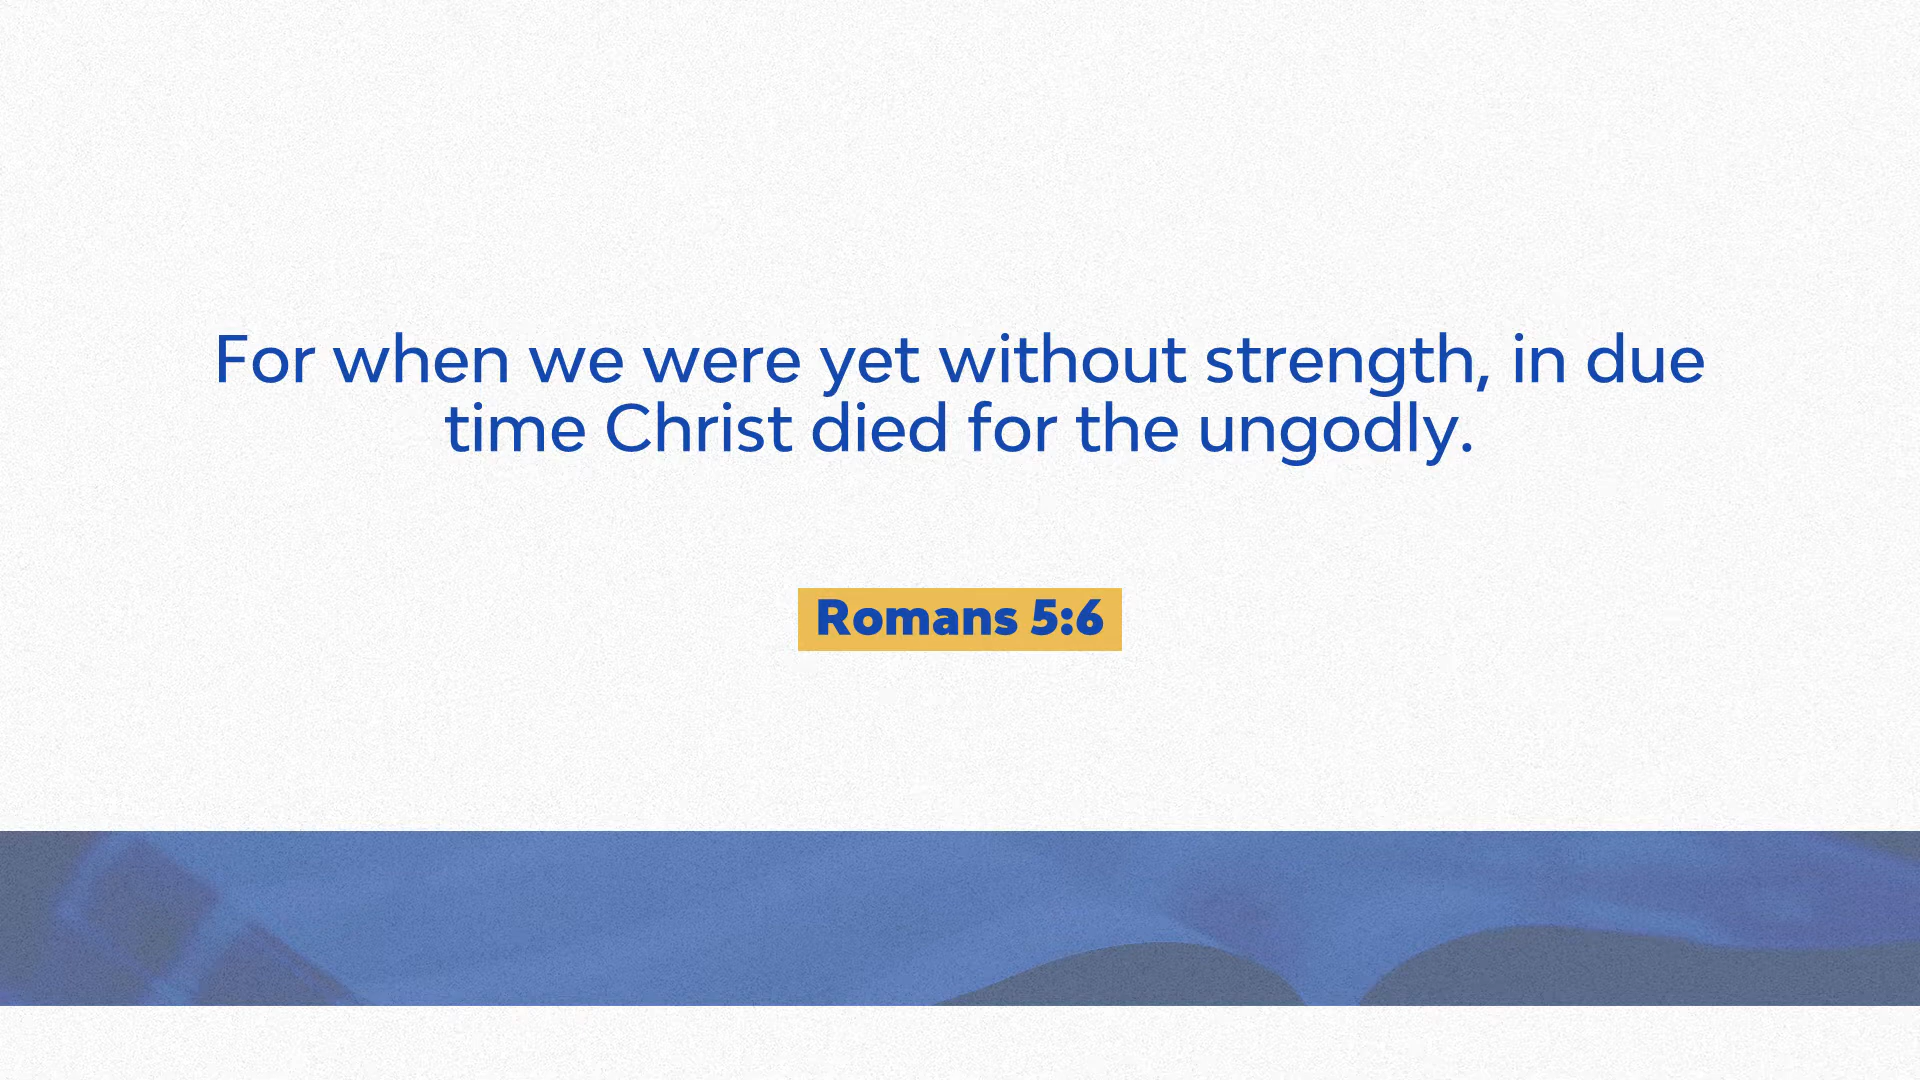 For when we were yet without strength, in due
time Christ died for the ungodly.
Romans 5:6